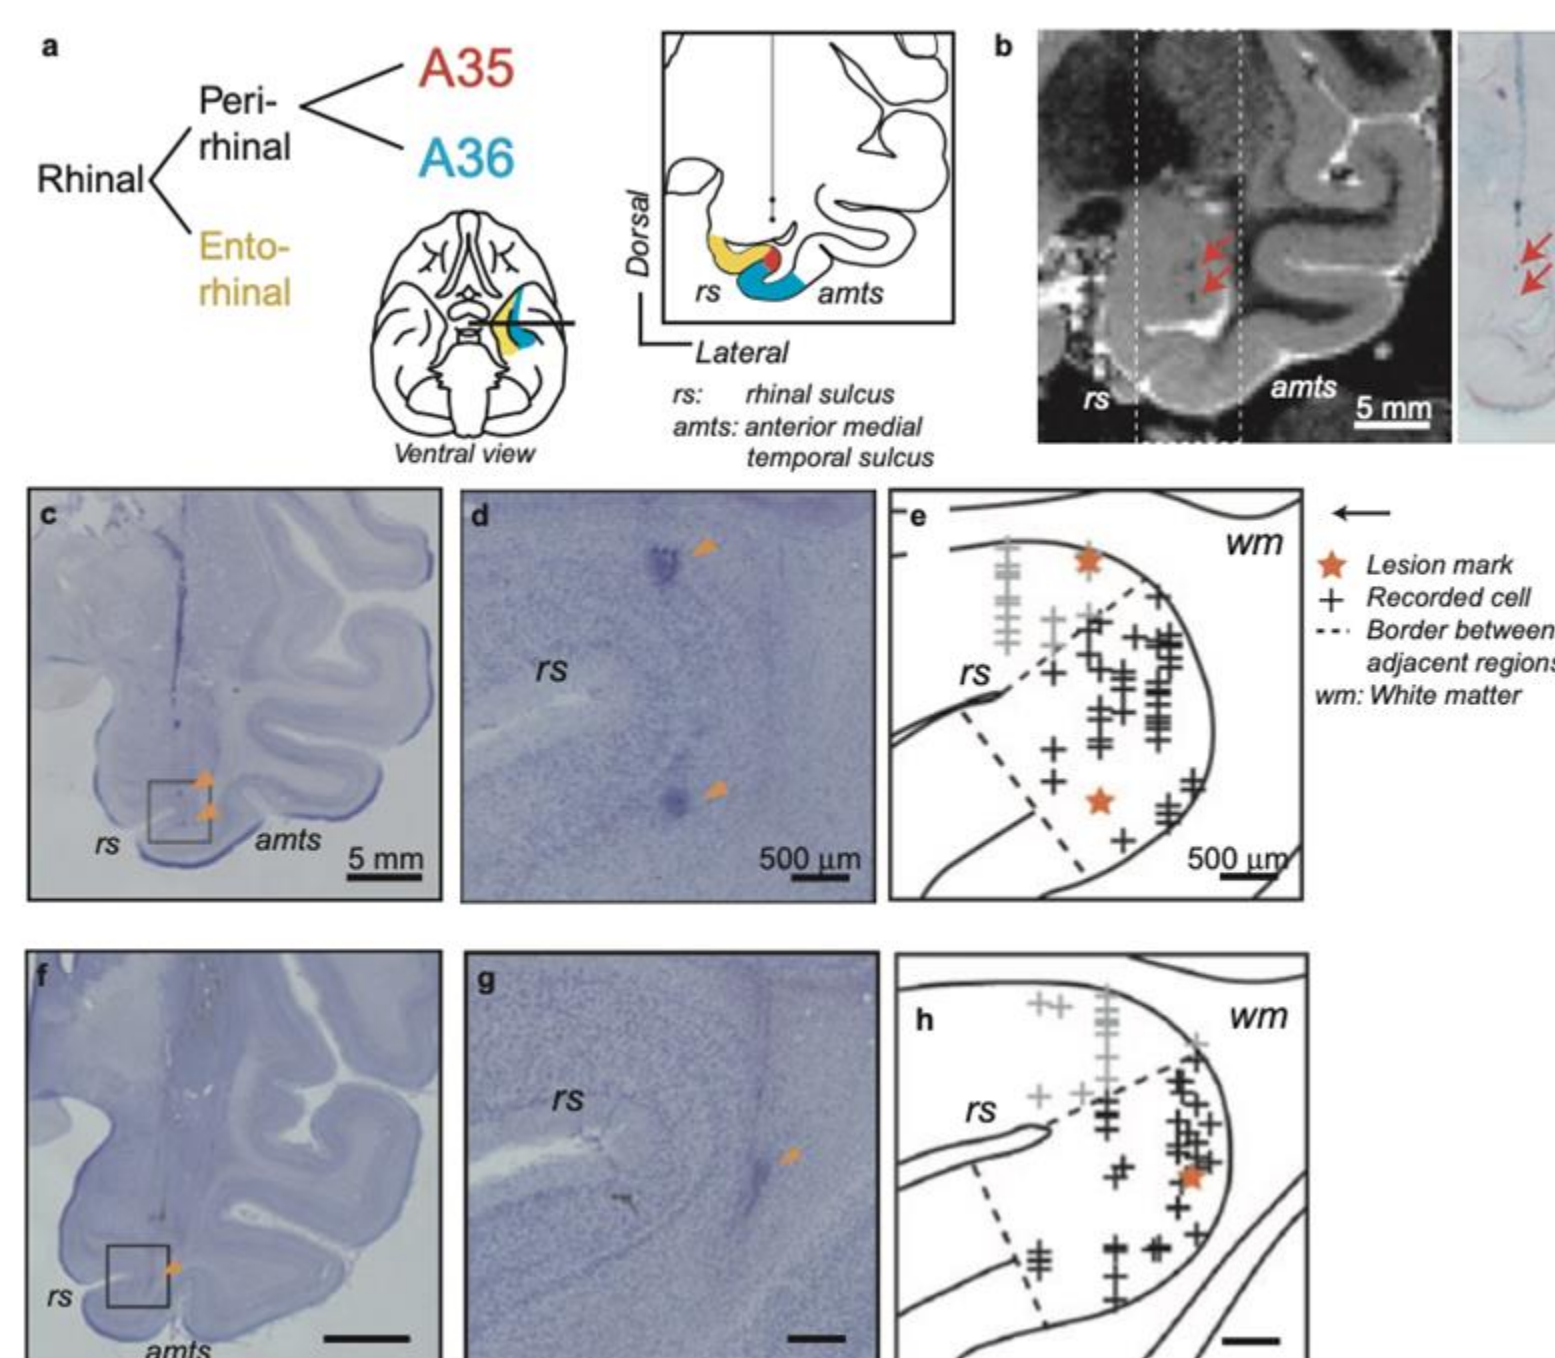 a
Rhinal
Peri-
rhinal
Ento-
rhinal
A35
A36
Ventral view
Dorsal
rs
amts
Lateral
rs: rhinal sulcus
amts: anterior medial
temporal sulcus
b
rs
amts
5 mm
c
rs
amts
5 mm
d
rs
500 μm
e
wm
rs
500 μm
Lesion mark
Recorded cell
Border between
adjacent regions
wm: White matter
f
rs
amts
g
rs
h
wm
rs